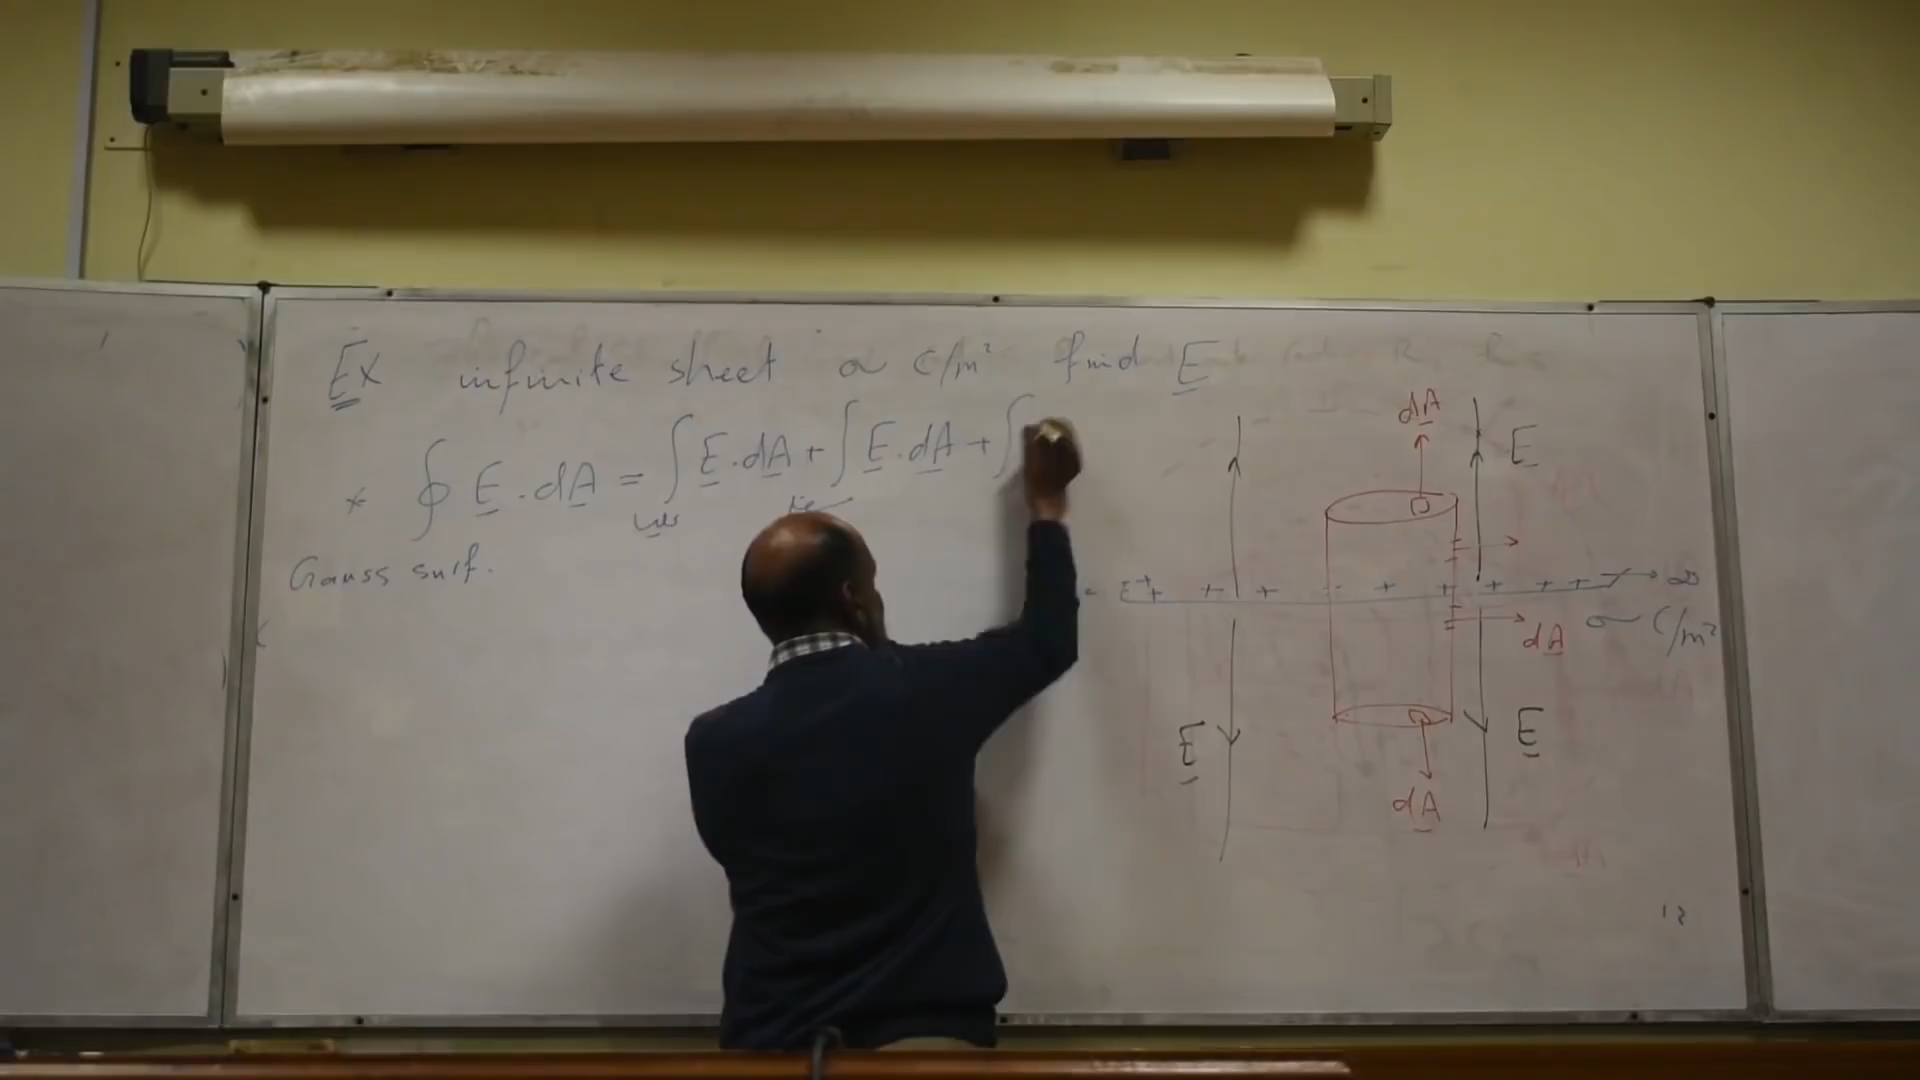 Ex infinite sheet σ C/m² find E
* ∮ E . dA = ∫ E . dA + ∫ E . dA + ∫
Gauss surf.
dA
E
+ + + + + + + + + ∞
σ C/m²
dA
E
E
dA
12